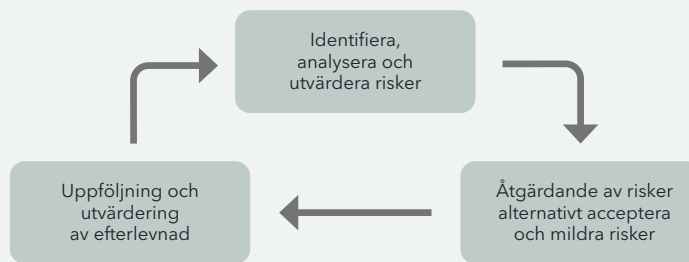 Identifiera,
analysera och
utvärdera risker
Åtgärdande av risker
alternativt acceptera
och mildra risker
Uppföljning och
utvärdering
av efterlevnad